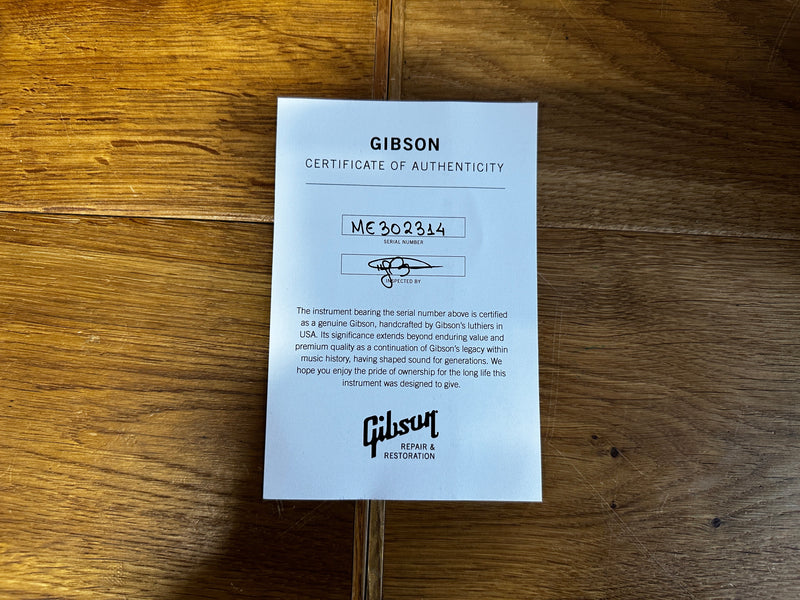 GIBSON
CERTIFICATE OF AUTHENTICITY
ME302314
SERIAL NUMBER
INSPECTED BY
The instrument bearing the serial number above is certified
as a genuine Gibson, handcrafted by Gibson's luthiers in
USA. Its significance extends beyond enduring value and
premium quality as a continuation of Gibson's legacy within
music history, having shaped sound for generations. We
hope you enjoy the pride of ownership for the long life this
instrument was designed to give.
Gibson
REPAIR &
RESTORATION